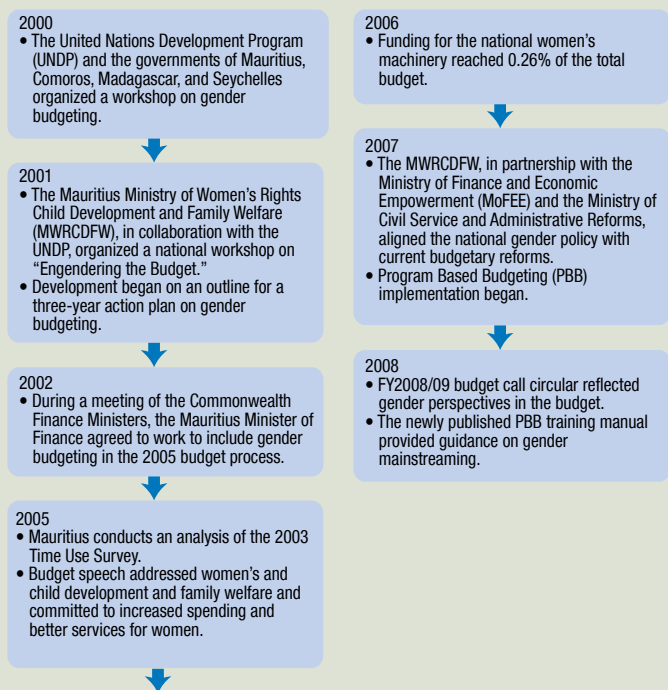 2000
• The United Nations Development Program
(UNDP) and the governments of Mauritius,
Comoros, Madagascar, and Seychelles
organized a workshop on gender
budgeting.
2001
• The Mauritius Ministry of Women's Rights
Child Development and Family Welfare
(MWRCDFW), in collaboration with the
UNDP, organized a national workshop on
“Engendering the Budget.”
• Development began on an outline for a
three-year action plan on gender
budgeting.
2002
• During a meeting of the Commonwealth
Finance Ministers, the Mauritius Minister of
Finance agreed to work to include gender
budgeting in the 2005 budget process.
2005
• Mauritius conducts an analysis of the 2003
Time Use Survey.
• Budget speech addressed women's and
child development and family welfare and
committed to increased spending and
better services for women.
2006
• Funding for the national women's
machinery reached 0.26% of the total
budget.
2007
• The MWRCDFW, in partnership with the
Ministry of Finance and Economic
Empowerment (MoFEE) and the Ministry of
Civil Service and Administrative Reforms,
aligned the national gender policy with
current budgetary reforms.
• Program Based Budgeting (PBB)
implementation began.
2008
• FY2008/09 budget call circular reflected
gender perspectives in the budget.
• The newly published PBB training manual
provided guidance on gender
mainstreaming.